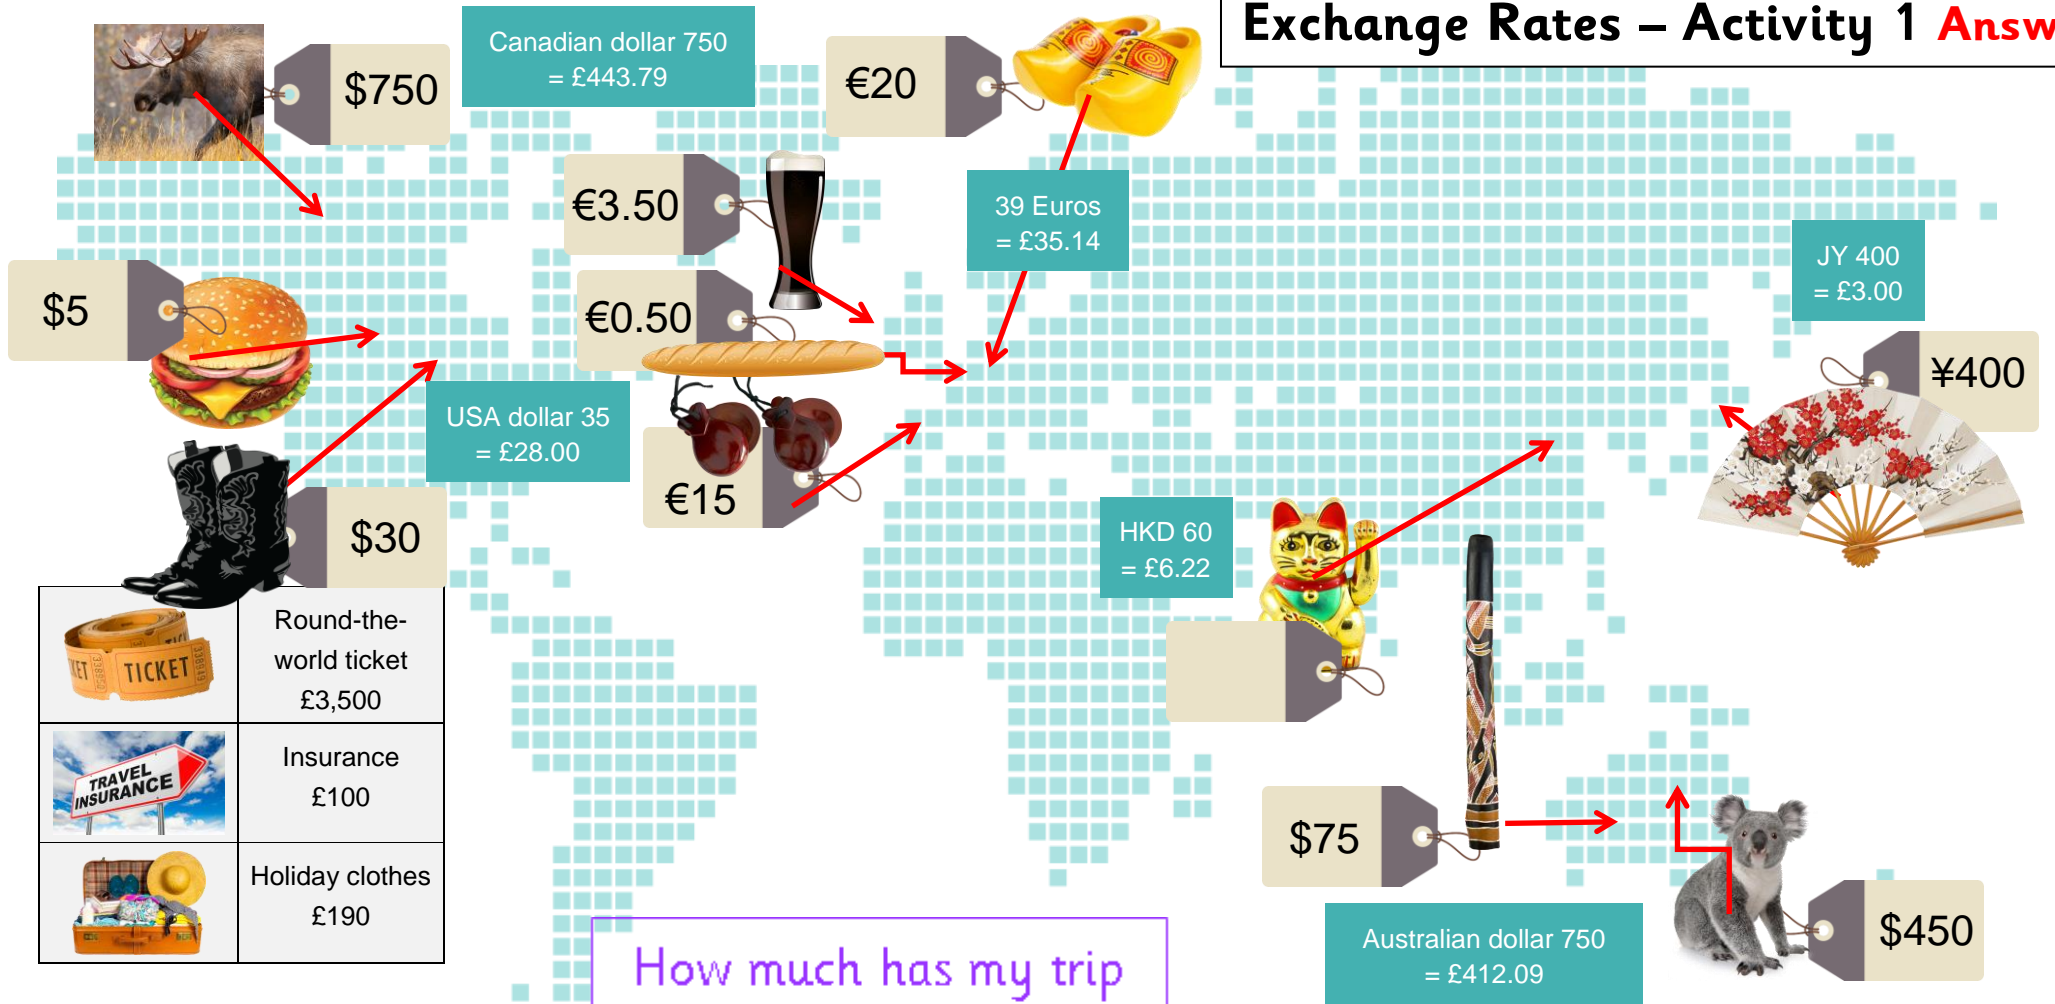 Exchange Rates – Activity 1
Canadian dollar 750
= £443.79
$750
€20
€3.50
39 Euros
= £35.14
JY 400
= £3.00
$5
€0.50
¥400
USA dollar 35
= £28.00
€15
$30
HKD 60
= £6.22
Round-the-
world ticket
£3,500
TICKET
TRAVEL
INSURANCE
Insurance
£100
Holiday clothes
£190
$75
$450
Australian dollar 750
= £412.09
How much has my trip